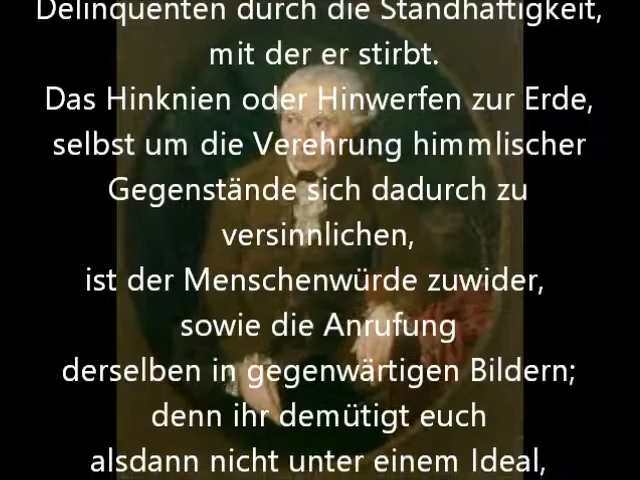 Delinquenten durch die Standhaftigkeit,
mit der er stirbt.
Das Hinknien oder Hinwerfen zur Erde,
selbst um die Verehrung himmlischer
Gegenstände sich dadurch zu
versinnlichen,
ist der Menschenwürde zuwider,
sowie die Anrufung
derselben in gegenwärtigen Bildern;
denn ihr demütigt euch
alsdann nicht unter einem Ideal,